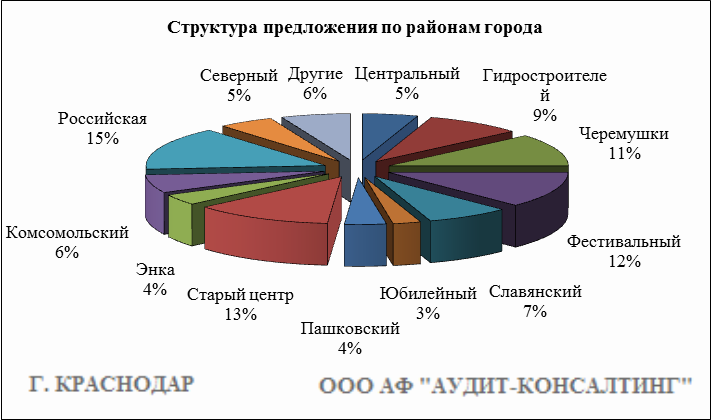 Структура предложения по районам города
Северный
5%
Другие
6%
Центральный
5%
Гидростроителе
й
9%
Российская
15%
Черемушки
11%
Комсомольский
6%
Фестивальный
12%
Энка
4%
Старый центр
13%
Пашковский
4%
Юбилейный
3%
Славянский
7%
Г. КРАСНОДАР
ООО АФ "АУДИТ-КОНСАЛТИНГ"